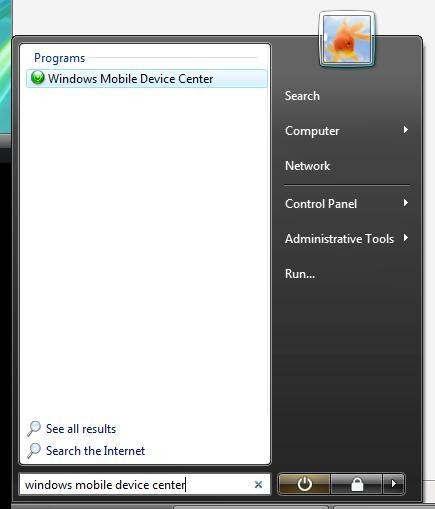 Programs
Windows Mobile Device Center
See all results
Search the Internet
windows mobile device center
Search
Computer
Network
Control Panel
Administrative Tools
Run...